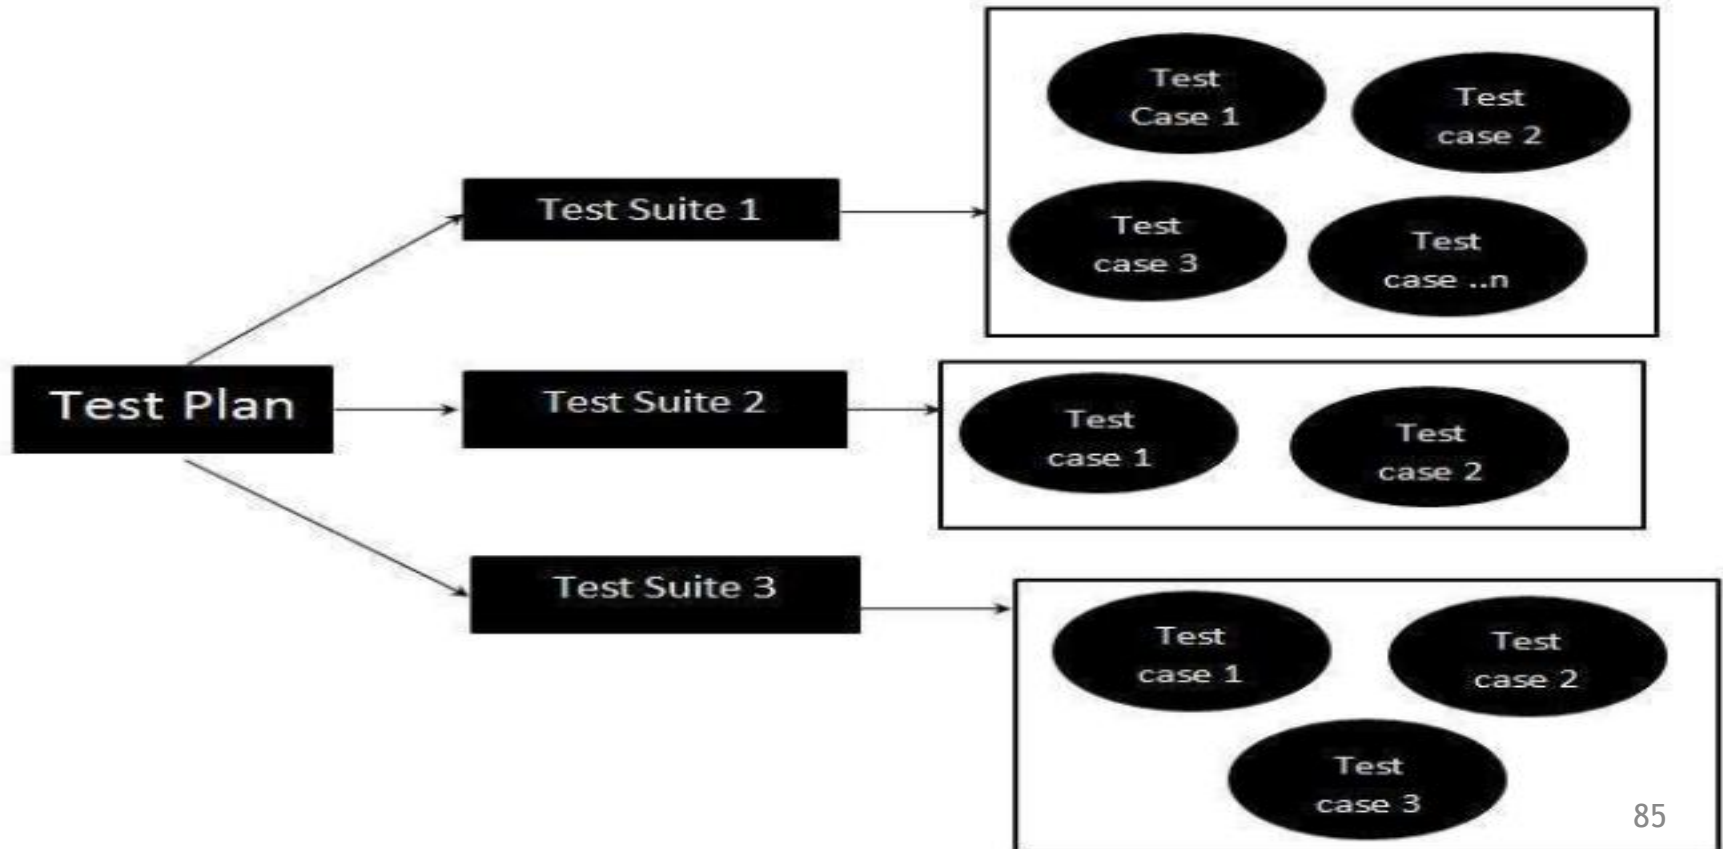 Test Plan
Test Suite 1
Test
Case 1
Test
case 2
Test
case 3
Test
case ..n
Test Suite 2
Test
case 1
Test
case 2
Test Suite 3
Test
case 1
Test
case 2
Test
case 3
85